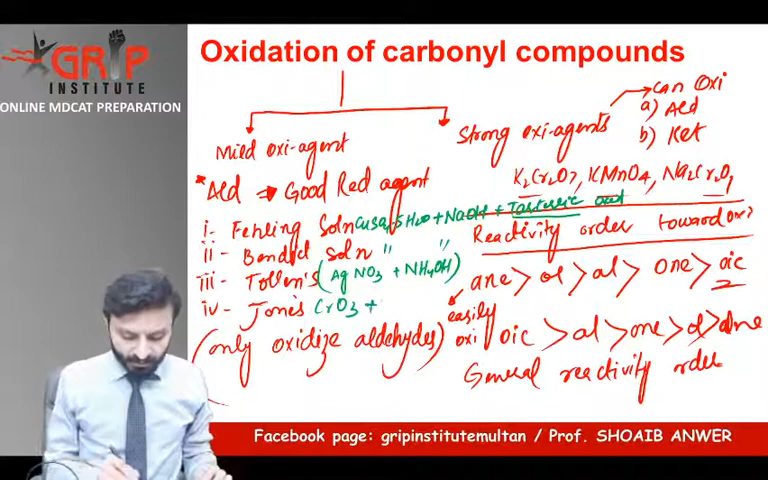 GRIP
INSTITUTE
ONLINE MDCAT PREPARATION
Oxidation of carbonyl compounds
Mild oxi-agent
Strong oxi-agents
can Oxi
a) Ald
b) Ket
* Ald ⇒ Good Red agent
K2Cr2O7, KMnO4, Na2Cr2O7
i- Fehling Soln CuSO4.5H2O + NaOH + Tartaric acid
ii- Soln " "
iii- Tollen's (AgNO3 + NH4OH)
iv- Jones CrO3 +
(only oxidize aldehydes)
Reactivity order toward oxi
ane > ol > al > one > oic
easily
oxi
oic > al > one > ol > ane
General reactivity order
Facebook page: gripinstitutemultan / Prof. SHOAIB ANWER